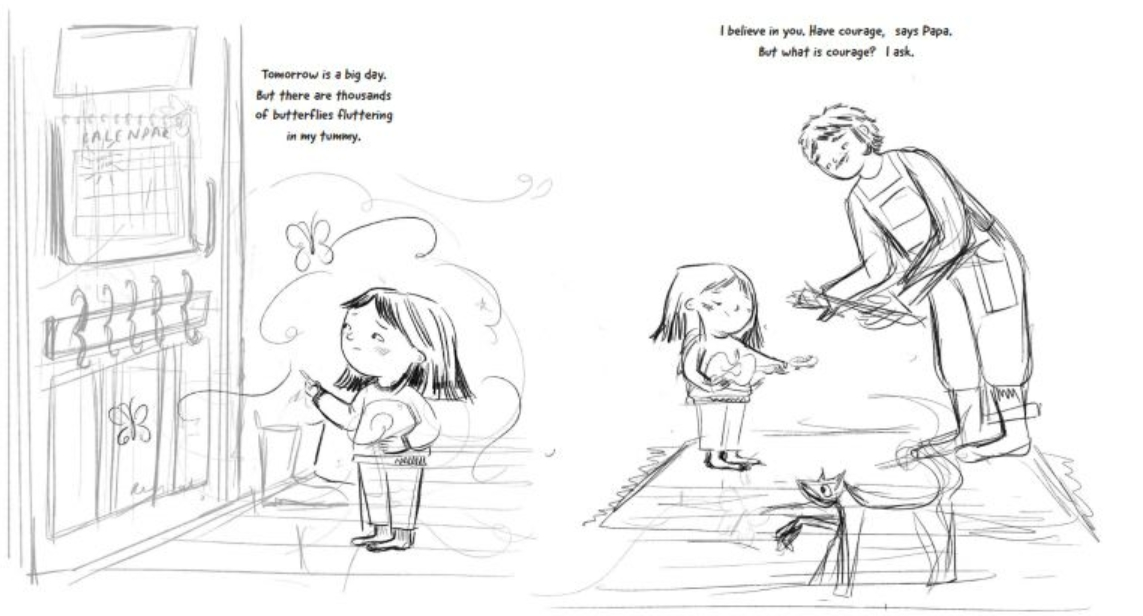 CALENDAR
Tomorrow is a big day.
But there are thousands
of butterflies fluttering
in my tummy.
I believe in you. Have courage, says Papa.
But what is courage? I ask.